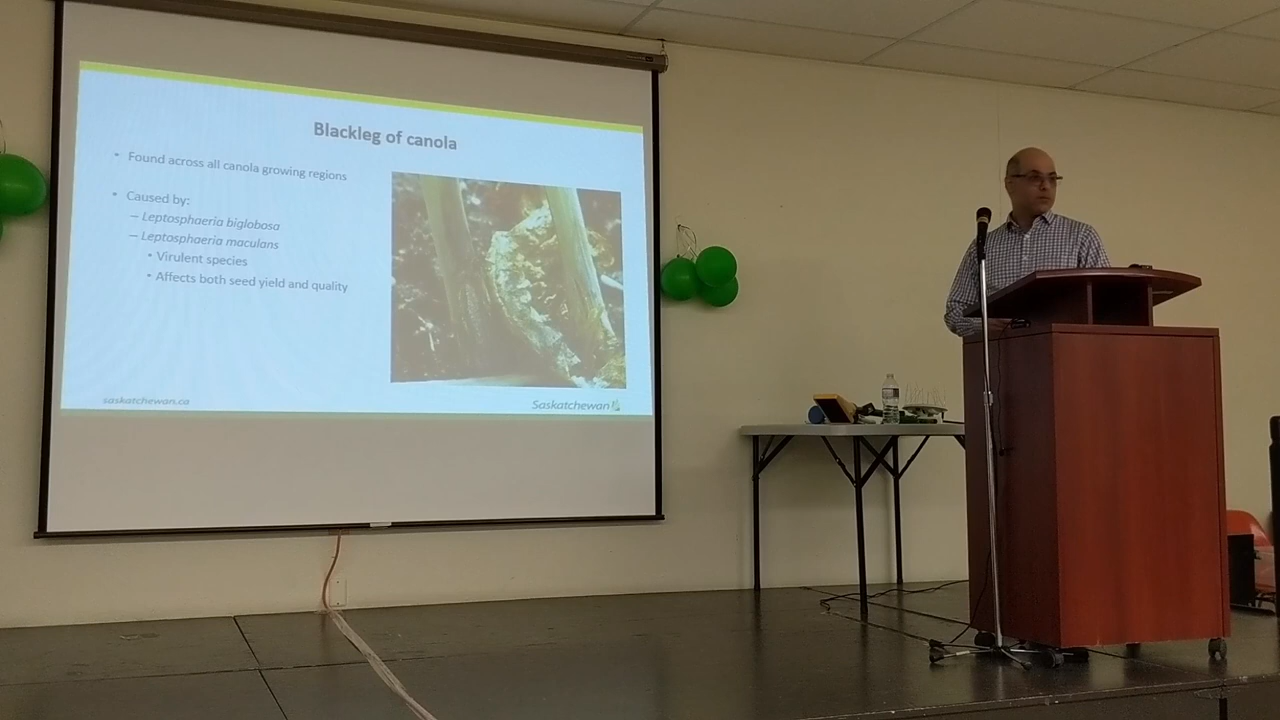 Blackleg of canola
• Found across all canola growing regions
• Caused by:
– Leptosphaeria biglobosa
– Leptosphaeria maculans
• Virulent species
• Affects both seed yield and quality
saskatchewan.ca
Saskatchewan